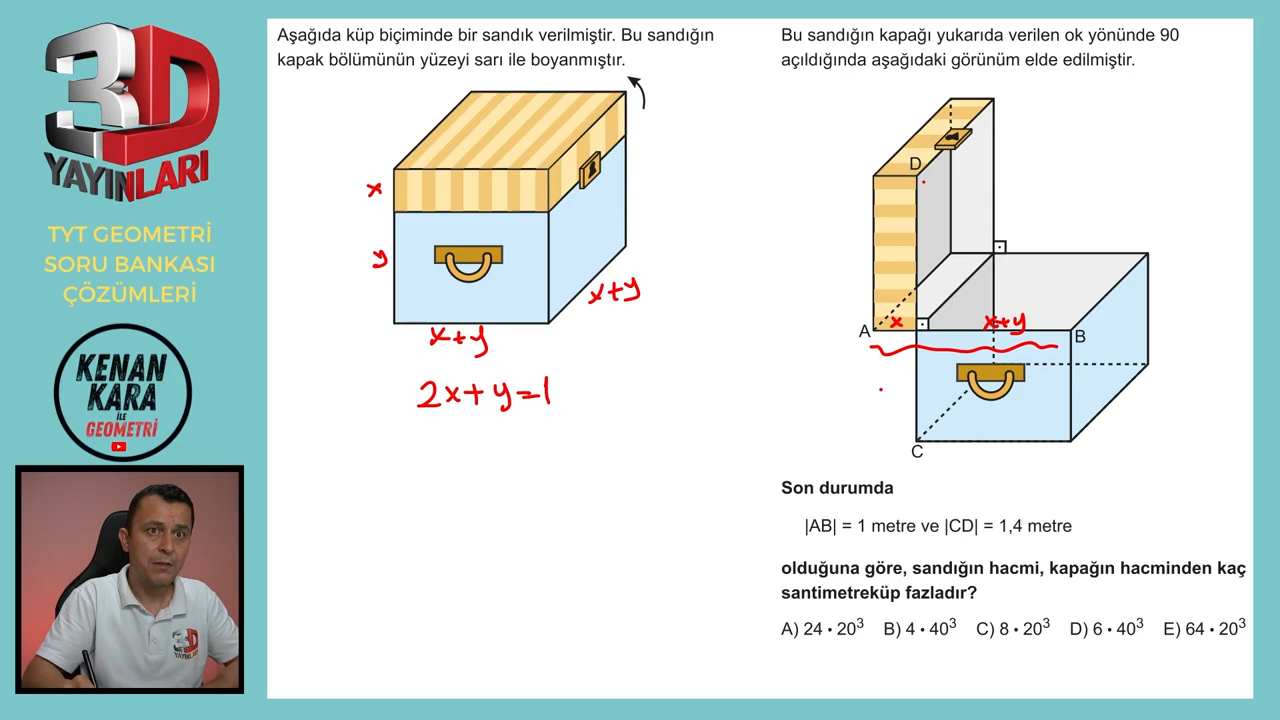 3D
YAYINLARI
TYT GEOMETRİ
SORU BANKASI
ÇÖZÜMLERİ
KENAN
KARA
İLE
GEOMETRİ
3D
YAYINLARI
Aşağıda küp biçiminde bir sandık verilmiştir. Bu sandığın
kapak bölümünün yüzeyi sarı ile boyanmıştır.
x
y
x+y
x+y
2x+y=1
Bu sandığın kapağı yukarıda verilen ok yönünde 90
açıldığında aşağıdaki görünüm elde edilmiştir.
D
A
x
x+y
B
C
Son durumda
|AB| = 1 metre ve |CD| = 1,4 metre
olduğuna göre, sandığın hacmi, kapağın hacminden kaç
santimetreküp fazladır?
A) 24 • 20³ B) 4 • 40³ C) 8 • 20³ D) 6 • 40³ E) 64 • 20³